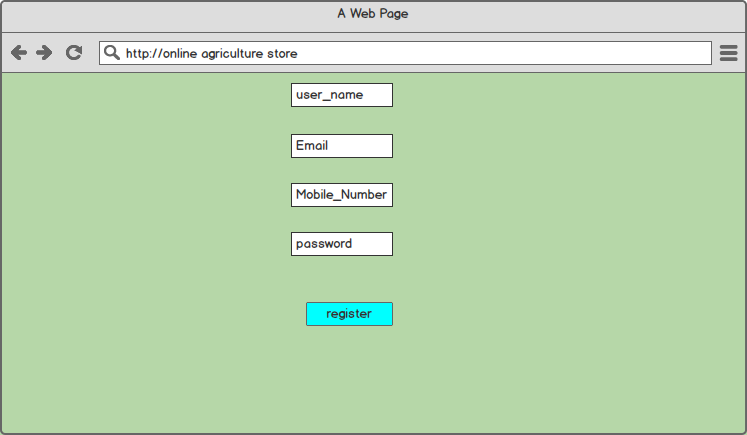 A Web Page
http://online agriculture store
user_name
Email
Mobile_Number
password
register